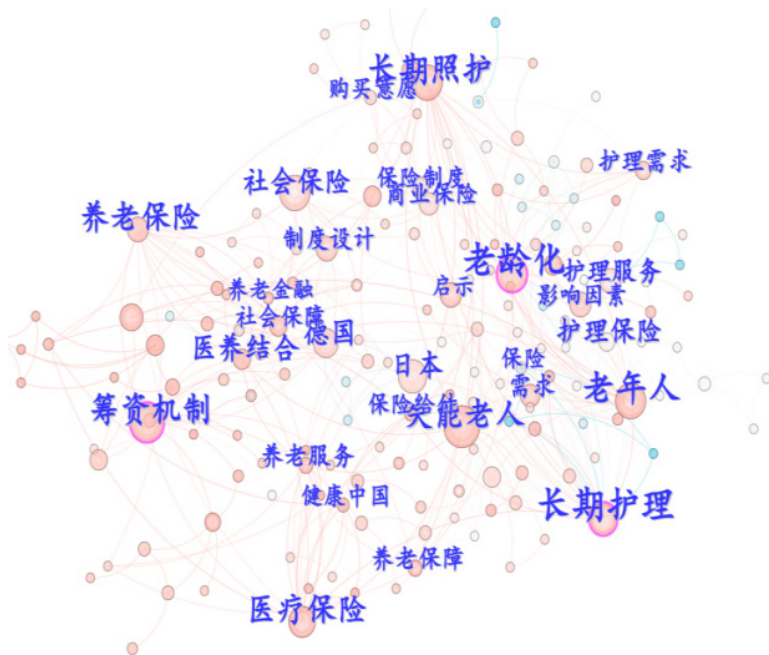 长期照护
购买意愿
护理需求
保险制度
社会保险
商业保险
养老保险
制度设计
老龄化
护理服务
养老金融
启示
影响因素
社会保障
德国
护理保险
医养结合
日本
保险
需求
老年人
筹资机制
保险给付
失能老人
养老服务
健康中国
长期护理
养老保障
医疗保险